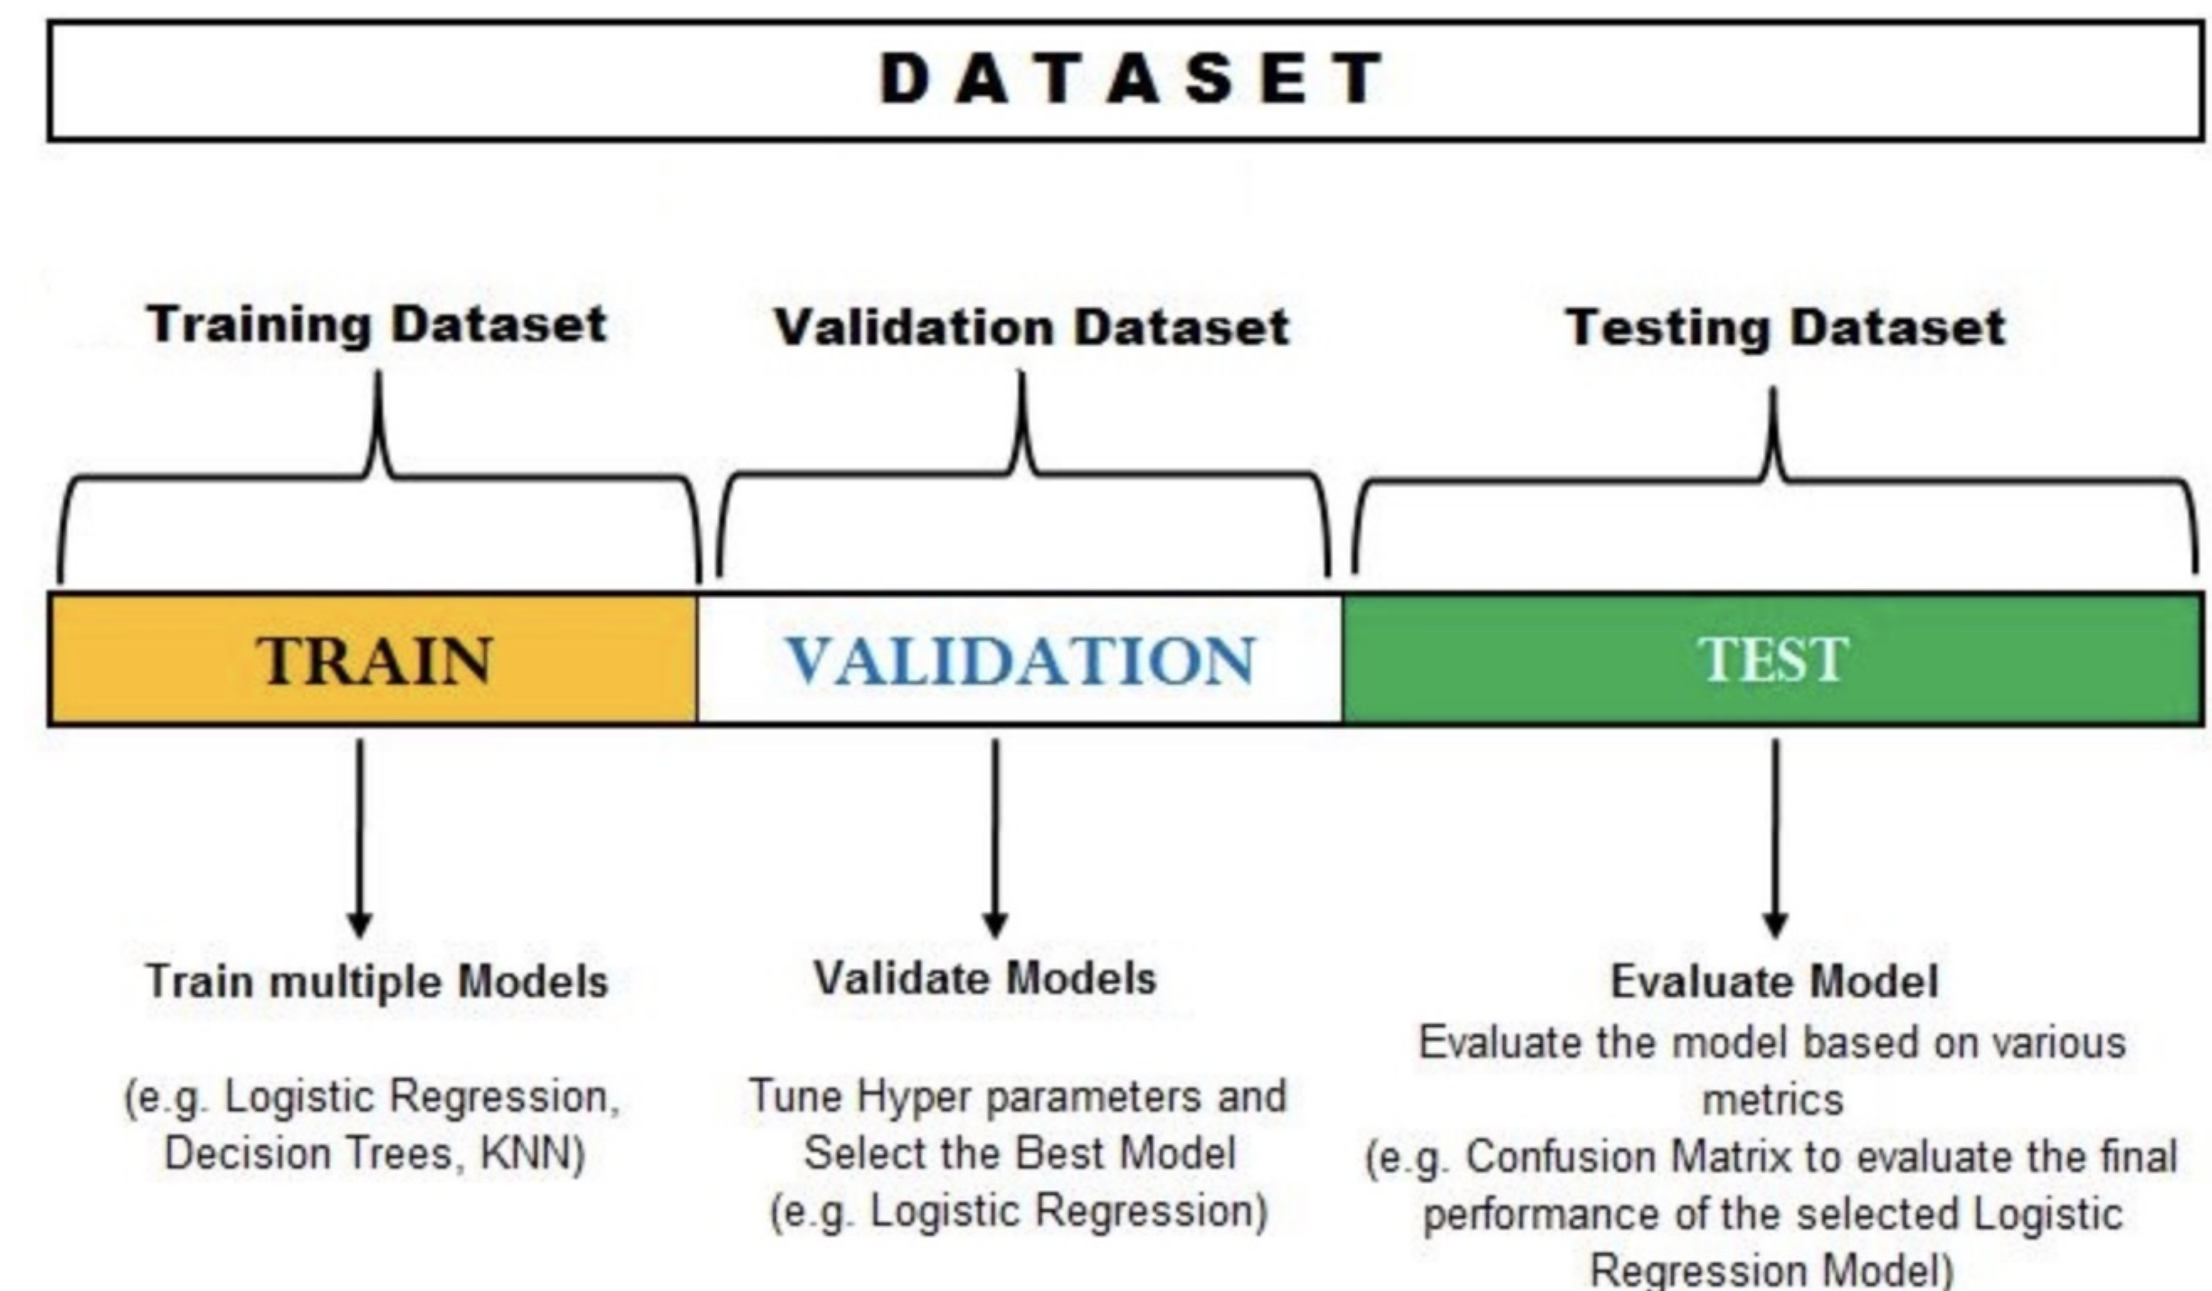 DATASET
Training Dataset
Validation Dataset
Testing Dataset
TRAIN
VALIDATION
TEST
Train multiple Models
(e.g. Logistic Regression,
Decision Trees, KNN)
Validate Models
Tune Hyper parameters and
Select the Best Model
(e.g. Logistic Regression)
Evaluate Model
Evaluate the model based on various
metrics
(e.g. Confusion Matrix to evaluate the final
performance of the selected Logistic
Regression Model)